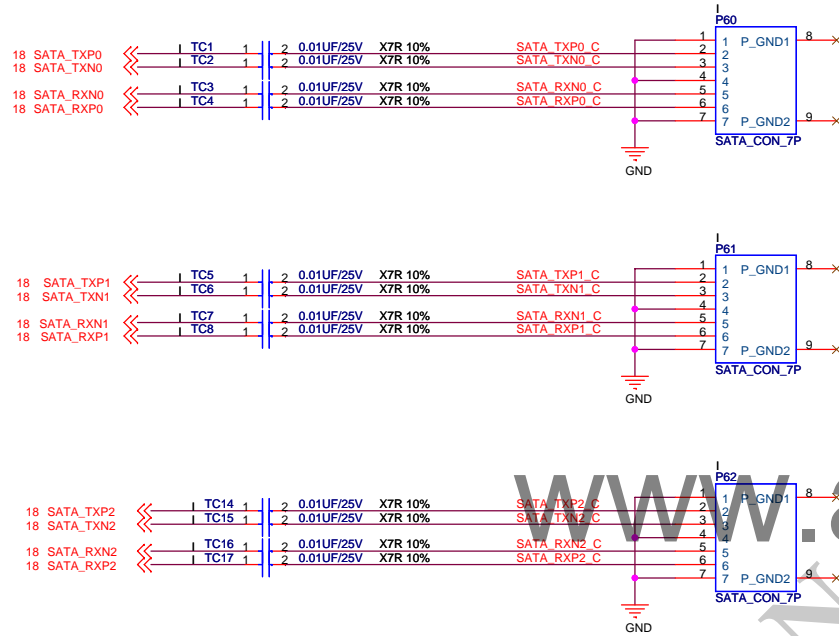 P60
18 SATA_TXP0 TC1 1 2 0.01UF/25V X7R 10% SATA_TXP0_C 1 1 P_GND1 8
18 SATA_TXN0 TC2 1 2 0.01UF/25V X7R 10% SATA_TXN0_C 2 2
3 3
4 4
18 SATA_RXN0 TC3 1 2 0.01UF/25V X7R 10% SATA_RXN0_C 5 5
18 SATA_RXP0 TC4 1 2 0.01UF/25V X7R 10% SATA_RXP0_C 6 6
7 7 P_GND2 9
SATA_CON_7P
GND
P61
18 SATA_TXP1 TC5 1 2 0.01UF/25V X7R 10% SATA_TXP1_C 1 1 P_GND1 8
18 SATA_TXN1 TC6 1 2 0.01UF/25V X7R 10% SATA_TXN1_C 2 2
3 3
4 4
18 SATA_RXN1 TC7 1 2 0.01UF/25V X7R 10% SATA_RXN1_C 5 5
18 SATA_RXP1 TC8 1 2 0.01UF/25V X7R 10% SATA_RXP1_C 6 6
7 7 P_GND2 9
SATA_CON_7P
GND
P62
18 SATA_TXP2 TC14 1 2 0.01UF/25V X7R 10% SATA_TXP2_C 1 1 P_GND1 8
18 SATA_TXN2 TC15 1 2 0.01UF/25V X7R 10% SATA_TXN2_C 2 2
3 3
4 4
18 SATA_RXN2 TC16 1 2 0.01UF/25V X7R 10% SATA_RXN2_C 5 5
18 SATA_RXP2 TC17 1 2 0.01UF/25V X7R 10% SATA_RXP2_C 6 6
7 7 P_GND2 9
SATA_CON_7P
GND
www.a